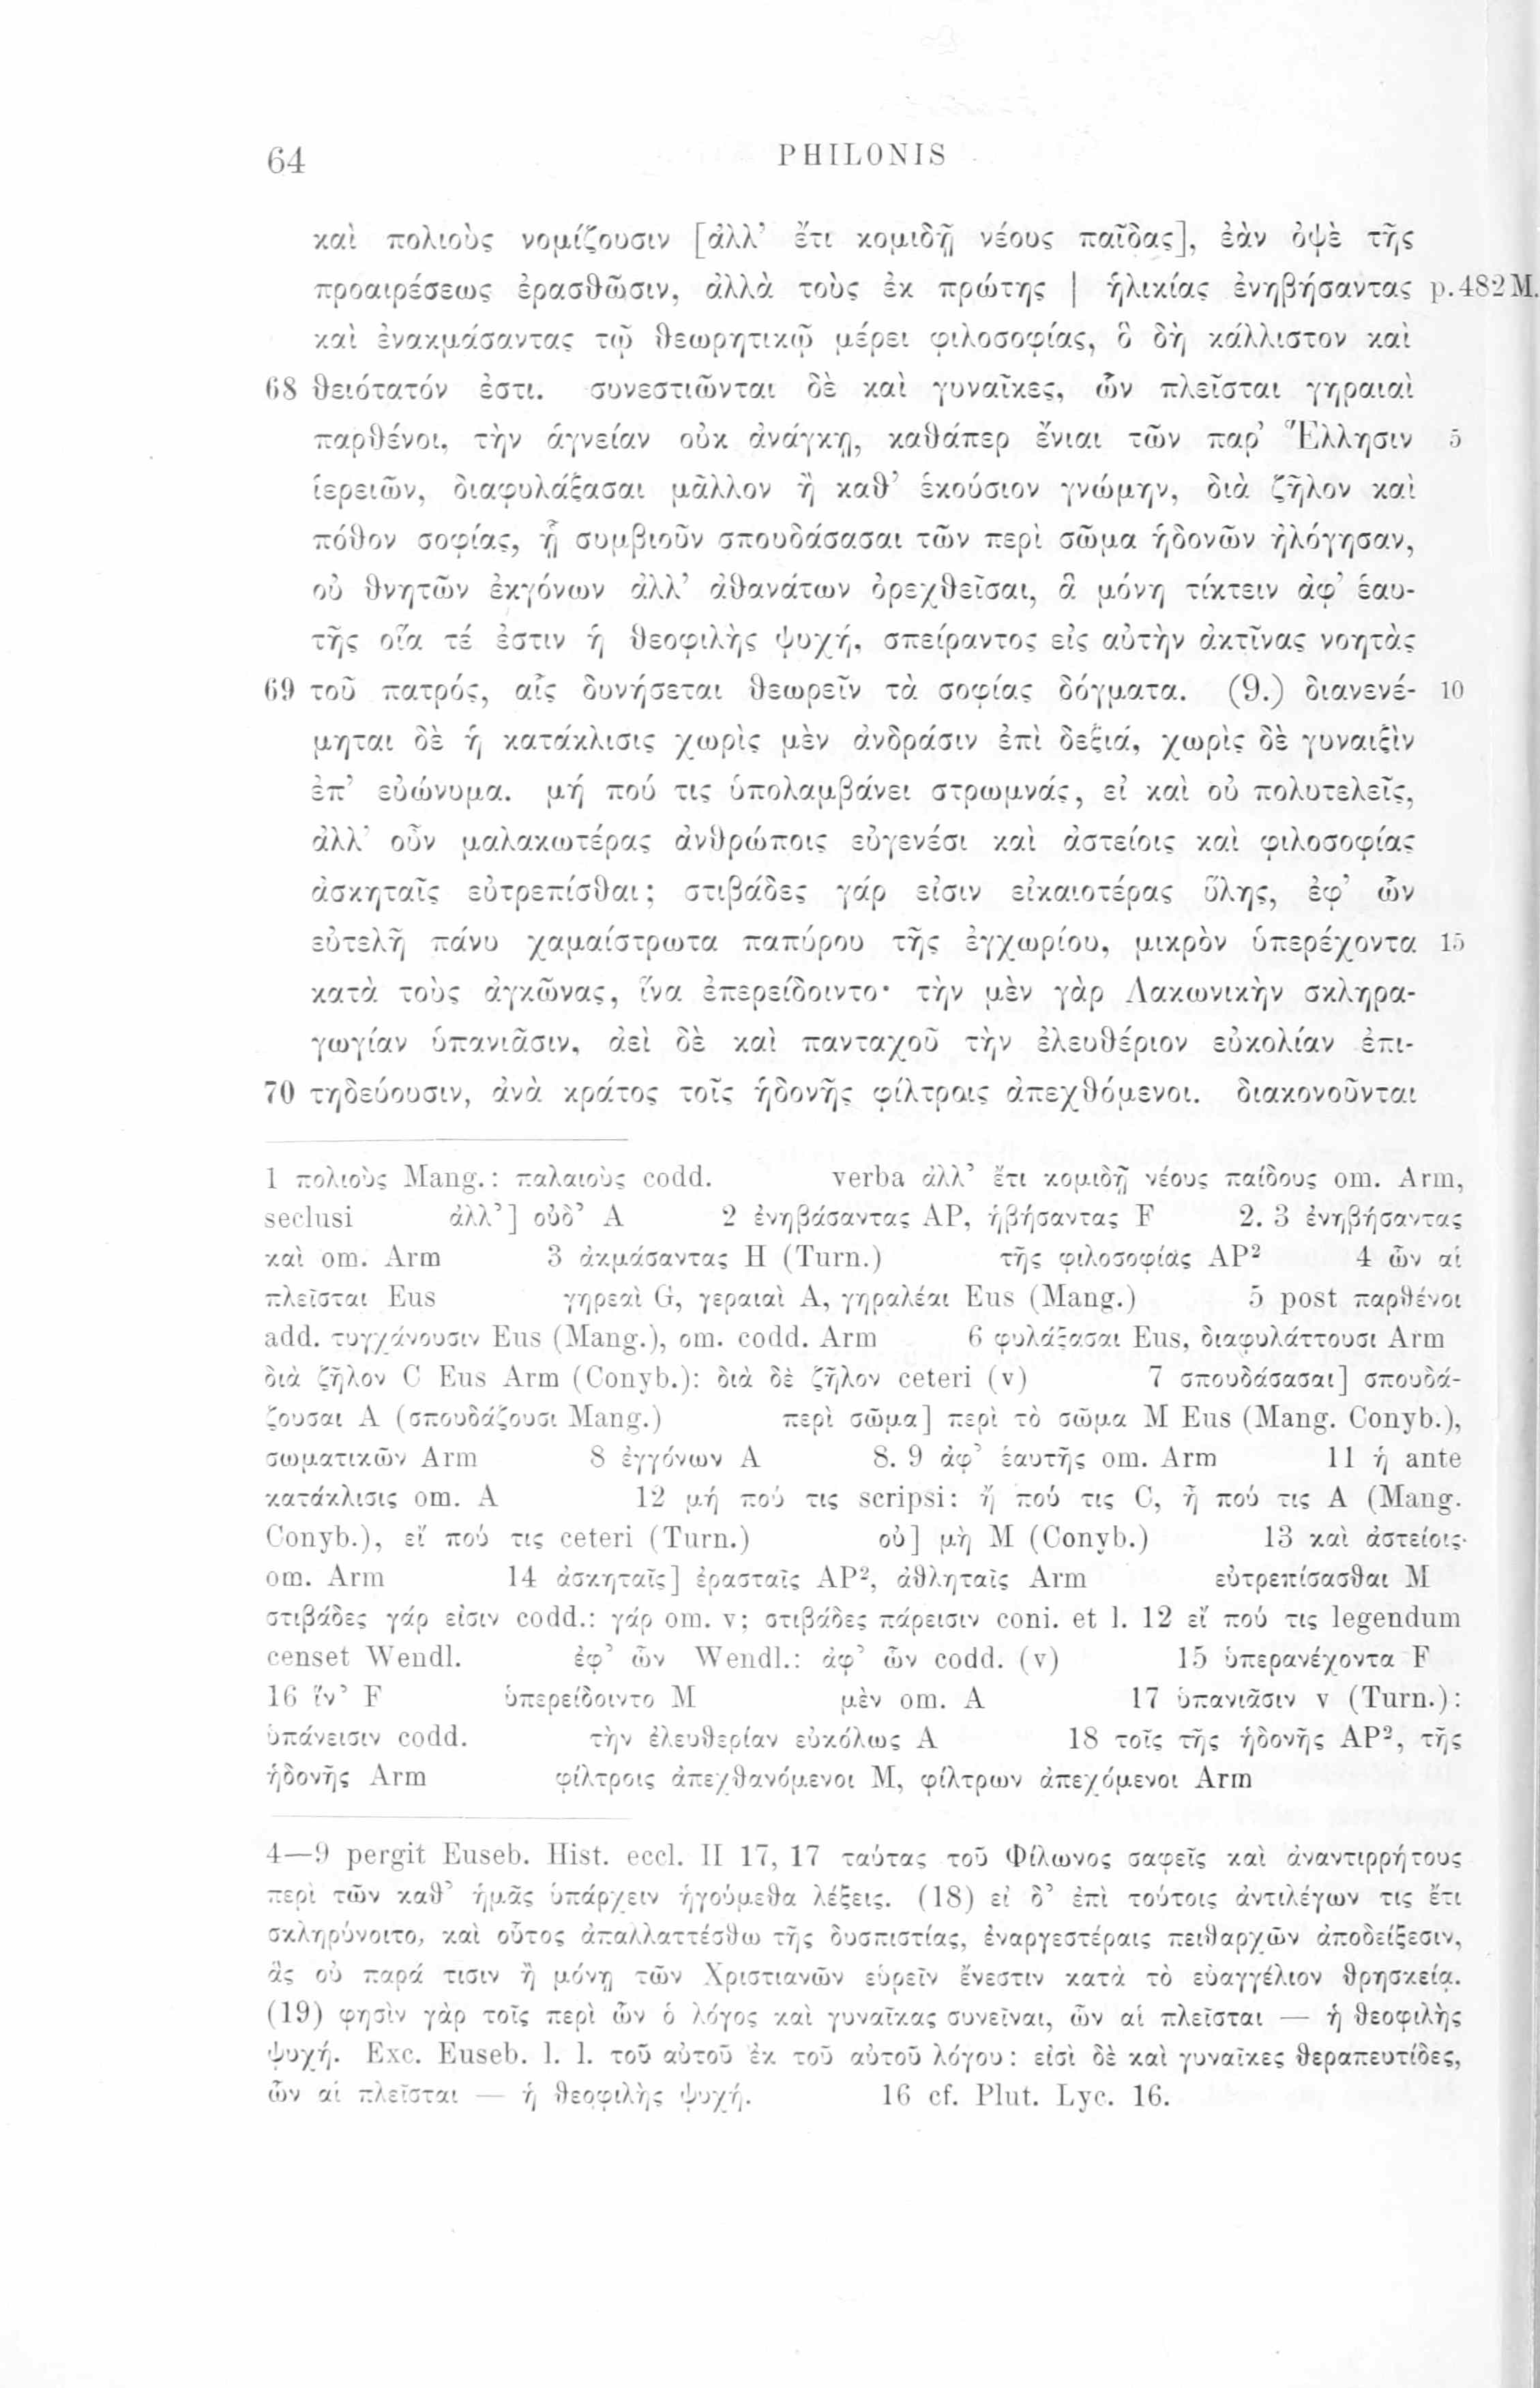 64 PHILONIS
καὶ πολιοὺς νομίζουσιν [ἀλλ’ ἔτι κομιδῇ νέους παῖδας], ἐὰν ὀψὲ τῆς
προαιρέσεως ἐρασθῶσιν, ἀλλὰ τοὺς ἐκ πρώτης | ἡλικίας ἐνηβήσαντας p.482M.
καὶ ἐνακμάσαντας τῷ θεωρητικῷ μέρει φιλοσοφίας, ὃ δὴ κάλλιστον καὶ
68 θειότατόν ἐστι. συνεστιῶνται δὲ καὶ γυναῖκες, ὧν πλεῖσται γηραιαὶ
παρθένοι, τὴν ἁγνείαν οὐκ ἀνάγκῃ, καθάπερ ἔνιαι τῶν παρ’ Ἕλλησιν 5
ἱερειῶν, διαφυλάξασαι μᾶλλον ἢ καθ’ ἑκούσιον γνώμην, διὰ ζῆλον καὶ
πόθον σοφίας, ᾗ συμβιοῦν σπουδάσασαι τῶν περὶ σῶμα ἡδονῶν ἠλόγησαν,
οὐ θνητῶν ἐκγόνων ἀλλ’ ἀθανάτων ὀρεχθεῖσαι, ἃ μόνη τίκτειν ἀφ’ ἑαυ-
τῆς οἵα τέ ἐστιν ἡ θεοφιλὴς ψυχή, σπείραντος εἰς αὐτὴν ἀκτῖνας νοητὰς
69 τοῦ πατρός, αἷς δυνήσεται θεωρεῖν τὰ σοφίας δόγματα. (9.) διανενέ- 10
μηται δὲ ἡ κατάκλισις χωρὶς μὲν ἀνδράσιν ἐπὶ δεξιά, χωρὶς δὲ γυναιξὶν
ἐπ’ εὐώνυμα. μή πού τις ὑπολαμβάνει στρωμνάς, εἰ καὶ οὐ πολυτελεῖς,
ἀλλ’ οὖν μαλακωτέρας ἀνθρώποις εὐγενέσι καὶ ἀστείοις καὶ φιλοσοφίας
ἀσκηταῖς εὐτρεπίσθαι; στιβάδες γάρ εἰσιν εἰκαιοτέρας ὕλης, ἐφ’ ὧν
εὐτελῆ πάνυ χαμαίστρωτα παπύρου τῆς ἐγχωρίου, μικρὸν ὑπερέχοντα 15
κατὰ τοὺς ἀγκῶνας, ἵνα ἐπερείδοιντο· τὴν μὲν γὰρ Λακωνικὴν σκληρα-
γωγίαν ὑπανιᾶσιν, ἀεὶ δὲ καὶ πανταχοῦ τὴν ἐλευθέριον εὐκολίαν ἐπι-
70 τηδεύουσιν, ἀνὰ κράτος τοῖς ἡδονῆς φίλτροις ἀπεχθόμενοι. διακονοῦνται
1 πολιοὺς Mang.: παλαιοὺς codd. verba ἀλλ’ ἔτι κομιδῇ νέους παίδους om. Arm,
seclusi ἀλλ’] οὐδ’ A 2 ἐνηβάσαντας AP, ἡβήσαντας F 2. 3 ἐνηβήσαντας
καὶ om. Arm 3 ἀκμάσαντας H (Turn.) τῆς φιλοσοφίας AP² 4 ὧν αἱ
πλεῖσται Eus γηρεαὶ G, γεραιαὶ A, γηραλέαι Eus (Mang.) 5 post παρθένοι
add. τυγχάνουσιν Eus (Mang.), om. codd. Arm 6 φυλάξασαι Eus, διαφυλάττουσι Arm
διὰ ζῆλον C Eus Arm (Conyb.): διὰ δὲ ζῆλον ceteri (v) 7 σπουδάσασαι] σπουδά-
ζουσαι A (σπουδάζουσι Mang.) περὶ σῶμα] περὶ τὸ σῶμα M Eus (Mang. Conyb.),
σωματικῶν Arm 8 ἐγγόνων A 8. 9 ἀφ’ ἑαυτῆς om. Arm 11 ἡ ante
κατάκλισις om. A 12 μή πού τις scripsi: ἤ πού τις C, ἦ πού τις A (Mang.
Conyb.), εἴ πού τις ceteri (Turn.) οὐ] μὴ M (Conyb.) 13 καὶ ἀστείοις
om. Arm 14 ἀσκηταῖς] ἐρασταῖς AP², ἀθληταῖς Arm εὐτρεπίσασθαι M
στιβάδες γάρ εἰσιν codd.: γάρ om. v; στιβάδες πάρεισιν coni. et l. 12 εἴ πού τις legendum
censet Wendl. ἐφ’ ὧν Wendl.: ἀφ’ ὧν codd. (v) 15 ὑπερανέχοντα F
16 ἵν’ F ὑπερείδοιντο M μὲν om. A 17 ὑπανιᾶσιν v (Turn.):
ὑπάνεισιν codd. τὴν ἐλευθερίαν εὐκόλως A 18 τοῖς τῆς ἡδονῆς AP², τῆς
ἡδονῆς Arm φίλτροις ἀπεχθανόμενοι M, φίλτρων ἀπεχόμενοι Arm
4—9 pergit Euseb. Hist. eccl. II 17, 17 ταύτας τοῦ Φίλωνος σαφεῖς καὶ ἀναντιρρήτους
περὶ τῶν καθ’ ἡμᾶς ὑπάρχειν ἡγούμεθα λέξεις. (18) εἰ δ’ ἐπὶ τούτοις ἀντιλέγων τις ἔτι
σκληρύνοιτο, καὶ οὗτος ἀπαλλαττέσθω τῆς δυσπιστίας, ἐναργεστέραις πειθαρχῶν ἀποδείξεσιν,
ἃς οὐ παρά τισιν ἢ μόνῃ τῶν Χριστιανῶν εὑρεῖν ἔνεστιν κατὰ τὸ εὐαγγέλιον θρησκείᾳ.
(19) φησὶν γὰρ τοῖς περὶ ὧν ὁ λόγος καὶ γυναῖκας συνεῖναι, ὧν αἱ πλεῖσται — ἡ θεοφιλὴς
ψυχή. Exc. Euseb. l. l. τοῦ αὐτοῦ ἐκ τοῦ αὐτοῦ λόγου: εἰσὶ δὲ καὶ γυναῖκες θεραπευτίδες,
ὧν αἱ πλεῖσται — ἡ θεοφιλὴς ψυχή. 16 cf. Plut. Lyc. 16.